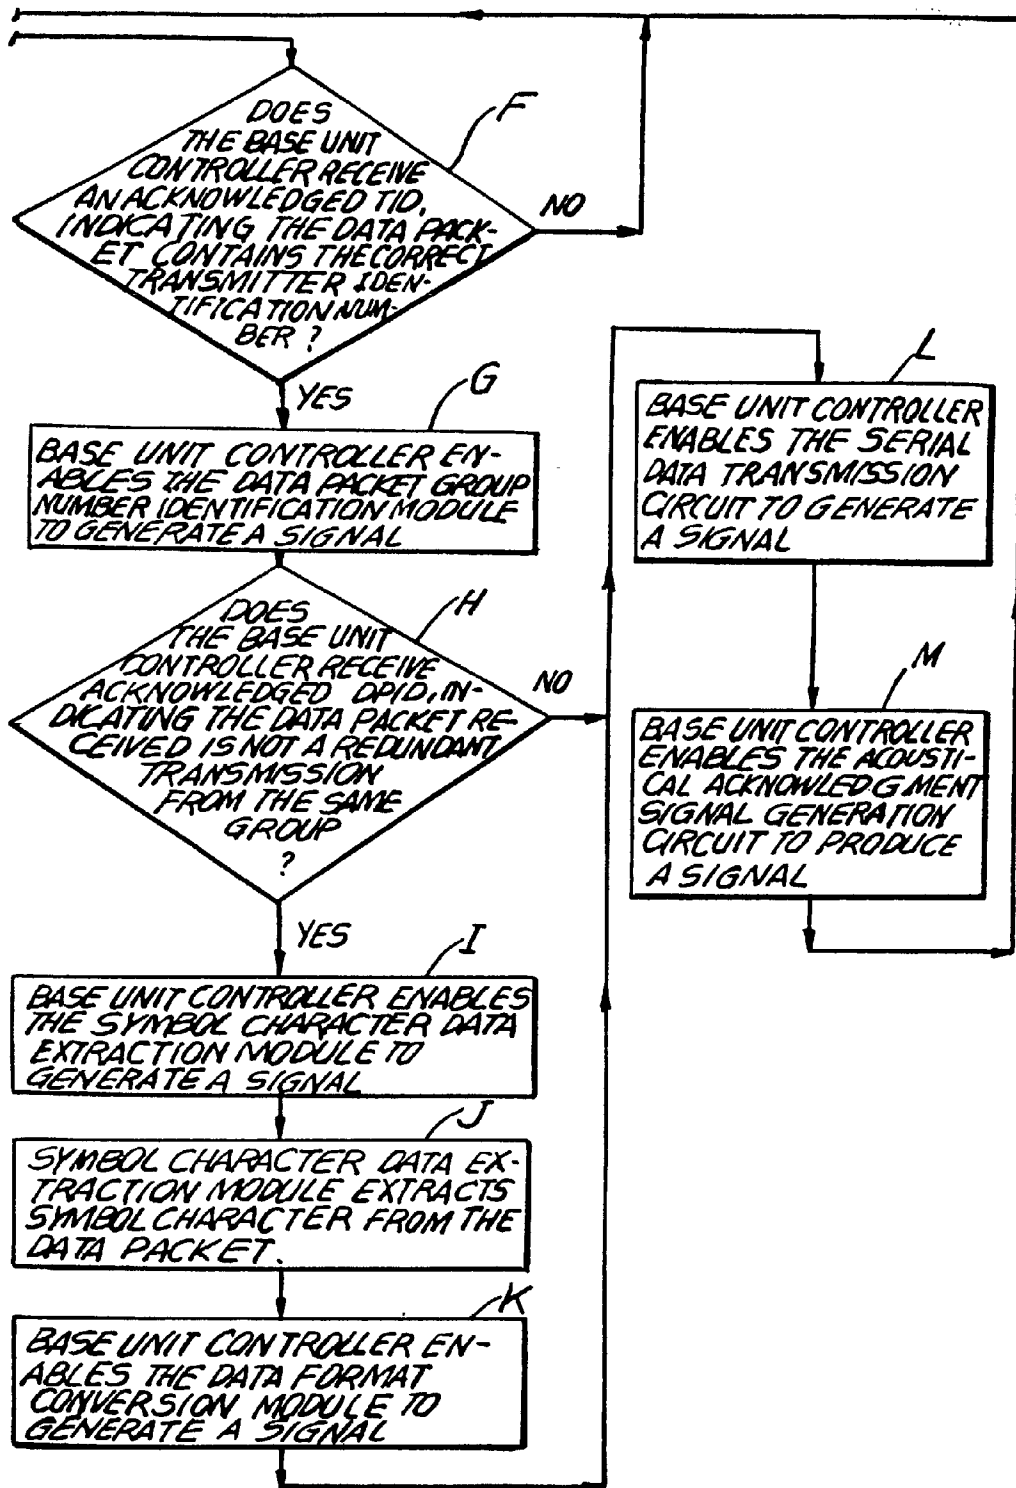 DOES
THE BASE UNIT
CONTROLLER RECEIVE
AN ACKNOWLEDGED TID,
INDICATING THE DATA PACK-
ET CONTAINS THE CORRECT
TRANSMITTER IDEN-
TIFICATION NUM-
BER ?
F
NO
YES
G
BASE UNIT CONTROLLER EN-
ABLES THE DATA PACKET GROUP
NUMBER IDENTIFICATION MODULE
TO GENERATE A SIGNAL
H
DOES
THE BASE UNIT
CONTROLLER RECEIVE
ACKNOWLEDGED DPID, IN-
DICATING THE DATA PACKET RE-
CEIVED IS NOT A REDUNDANT
TRANSMISSION
FROM THE SAME
GROUP
?
NO
YES
I
BASE UNIT CONTROLLER ENABLES
THE SYMBOL CHARACTER DATA
EXTRACTION MODULE TO
GENERATE A SIGNAL
J
SYMBOL CHARACTER DATA EX-
TRACTION MODULE EXTRACTS
SYMBOL CHARACTER FROM THE
DATA PACKET.
K
BASE UNIT CONTROLLER EN-
ABLES THE DATA FORMAT
CONVERSION MODULE TO
GENERATE A SIGNAL
L
BASE UNIT CONTROLLER
ENABLES THE SERIAL
DATA TRANSMISSION
CIRCUIT TO GENERATE
A SIGNAL
M
BASE UNIT CONTROLLER
ENABLES THE ACOUSTI-
CAL ACKNOWLEDGMENT
SIGNAL GENERATION
CIRCUIT TO PRODUCE
A SIGNAL